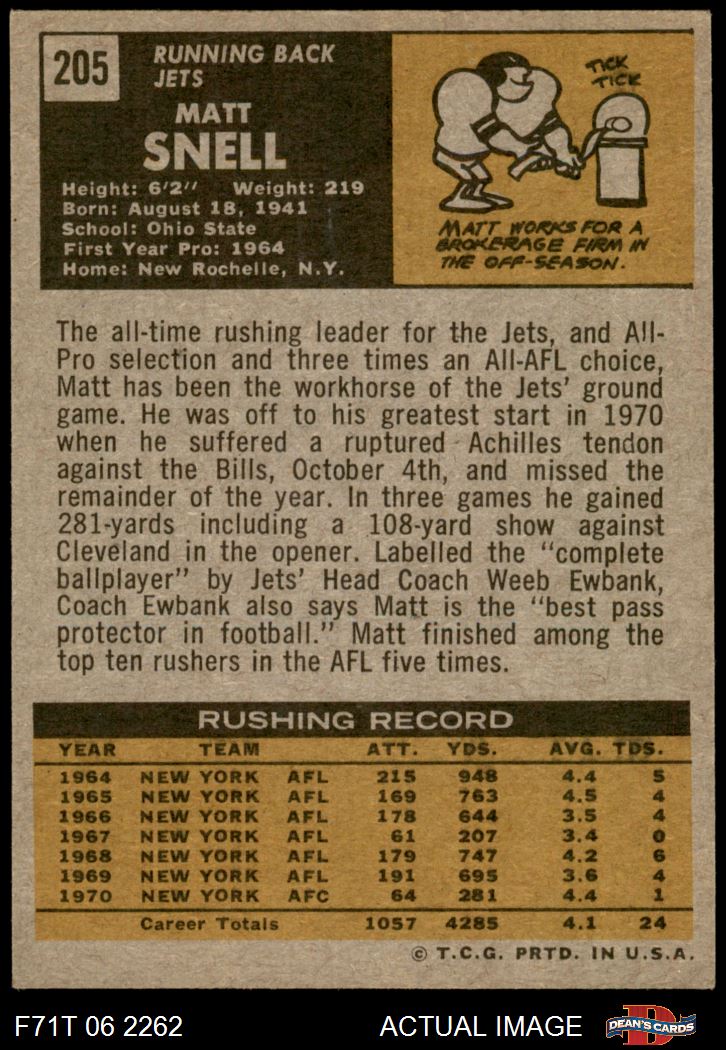 205
RUNNING BACK
JETS
MATT
SNELL
Height: 6'2" Weight: 219
Born: August 18, 1941
School: Ohio State
First Year Pro: 1964
Home: New Rochelle, N.Y.
TICK
TICK
MATT WORKS FOR A
BROKERAGE FIRM IN
THE OFF-SEASON.
The all-time rushing leader for the Jets, and All-
Pro selection and three times an All-AFL choice,
Matt has been the workhorse of the Jets' ground
game. He was off to his greatest start in 1970
when he suffered a ruptured Achilles tendon
against the Bills, October 4th, and missed the
remainder of the year. In three games he gained
281-yards including a 108-yard show against
Cleveland in the opener. Labelled the "complete
ballplayer" by Jets' Head Coach Weeb Ewbank,
Coach Ewbank also says Matt is the "best pass
protector in football." Matt finished among the
top ten rushers in the AFL five times.
RUSHING RECORD
YEAR TEAM ATT. YDS. AVG. TDS.
1964 NEW YORK AFL 215 948 4.4 5
1965 NEW YORK AFL 169 763 4.5 4
1966 NEW YORK AFL 178 644 3.5 4
1967 NEW YORK AFL 61 207 3.4 0
1968 NEW YORK AFL 179 747 4.2 6
1969 NEW YORK AFL 191 695 3.6 4
1970 NEW YORK AFC 64 281 4.4 1
Career Totals 1057 4285 4.1 24
© T.C.G. PRTD. IN U.S.A.
F71T 06 2262 ACTUAL IMAGE D DEAN'S CARDS